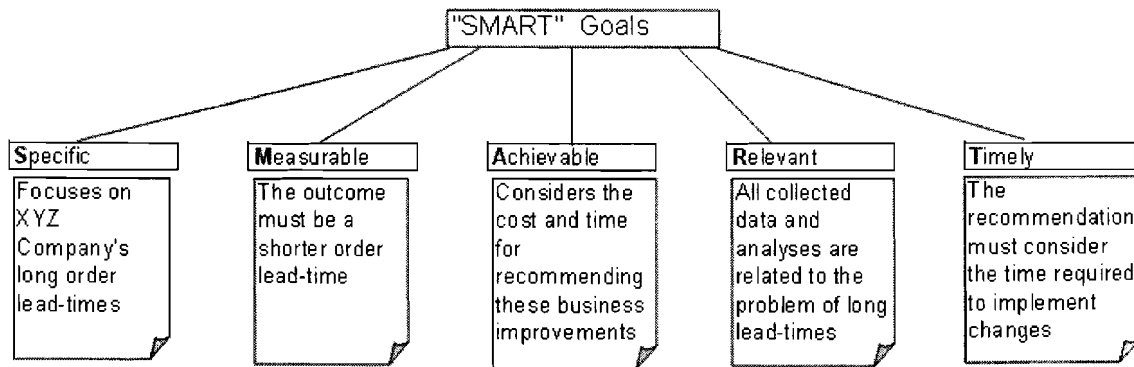 "SMART" Goals
Specific
Focuses on
XYZ
Company's
long order
lead-times
Measurable
The outcome
must be a
shorter order
lead-time
Achievable
Considers the
cost and time
for
recommending
these business
improvements
Relevant
All collected
data and
analyses are
related to the
problem of long
lead-times
Timely
The
recommendation
must consider
the time required
to implement
changes